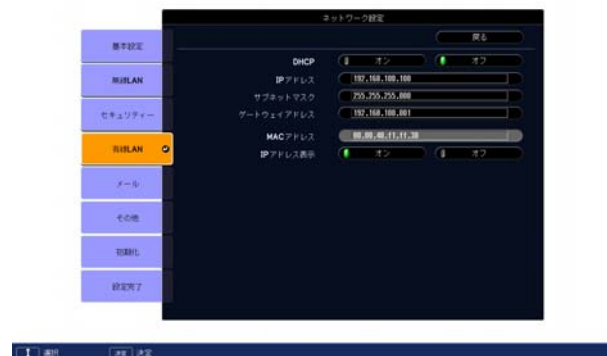 ネットワーク設定
戻る
基本設定
無線LAN
セキュリティー
有線LAN
メール
その他
初期化
設定完了
DHCP オン オフ
IPアドレス 192.168.100.100
サブネットマスク 255.255.255.000
ゲートウェイアドレス 192.168.100.001
MACアドレス
IPアドレス表示 オン オフ
選択 決定 決定